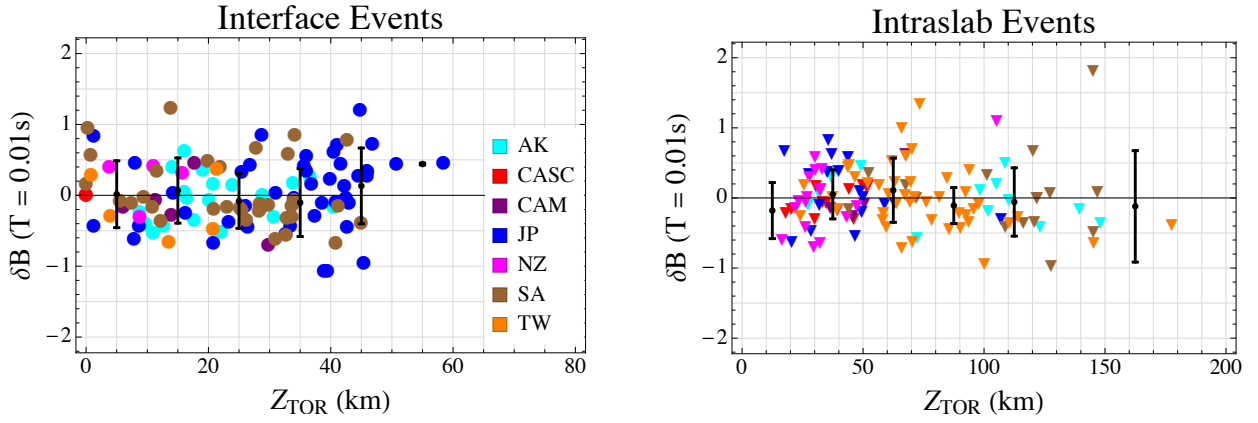 Interface Events
2
1
0
-1
-2
δB (T = 0.01s)
0
20
40
60
80
Z_TOR (km)
AK
CASC
CAM
JP
NZ
SA
TW
Intraslab Events
2
1
0
-1
-2
δB (T = 0.01s)
0
50
100
150
200
Z_TOR (km)